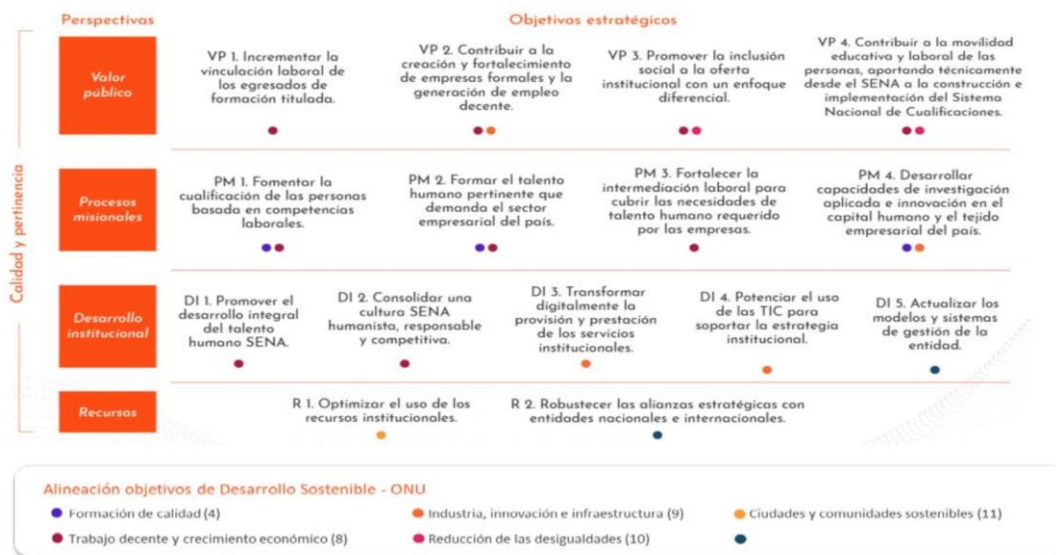 Perspectivas
Objetivos estratégicos
Calidad y pertinencia
Valor
público
VP 1. Incrementar la
vinculación laboral de
los egresados de
formación titulada.
VP 2. Contribuir a la
creación y fortalecimiento
de empresas formales y la
generación de empleo
decente.
VP 3. Promover la inclusión
social a la oferta
institucional con un enfoque
diferencial.
VP 4. Contribuir a la movilidad
educativa y laboral de las
personas, aportando técnicamente
desde el SENA a la construcción e
implementación del Sistema
Nacional de Cualificaciones.
Procesos
misionales
PM 1. Fomentar la
cualificación de las personas
basada en competencias
laborales.
PM 2. Formar el talento
humano pertinente que
demanda el sector
empresarial del país.
PM 3. Fortalecer la
intermediación laboral para
cubrir las necesidades de
talento humano requerido
por las empresas.
PM 4. Desarrollar
capacidades de investigación
aplicada e innovación en el
capital humano y el tejido
empresarial del país.
Desarrollo
institucional
DI 1. Promover el
desarrollo integral
del talento
humano SENA.
DI 2. Consolidar una
cultura SENA
humanista, responsable
y competitiva.
DI 3. Transformar
digitalmente la
provisión y prestación
de los servicios
institucionales.
DI 4. Potenciar el uso
de las TIC para
soportar la estrategia
institucional.
DI 5. Actualizar los
modelos y sistemas
de gestión de la
entidad.
Recursos
R 1. Optimizar el uso de los
recursos institucionales.
R 2. Robustecer las alianzas estratégicas con
entidades nacionales e internacionales.
Alineación objetivos de Desarrollo Sostenible - ONU
Formación de calidad (4)
Industria, innovación e infraestructura (9)
Ciudades y comunidades sostenibles (11)
Trabajo decente y crecimiento económico (8)
Reducción de las desigualdades (10)